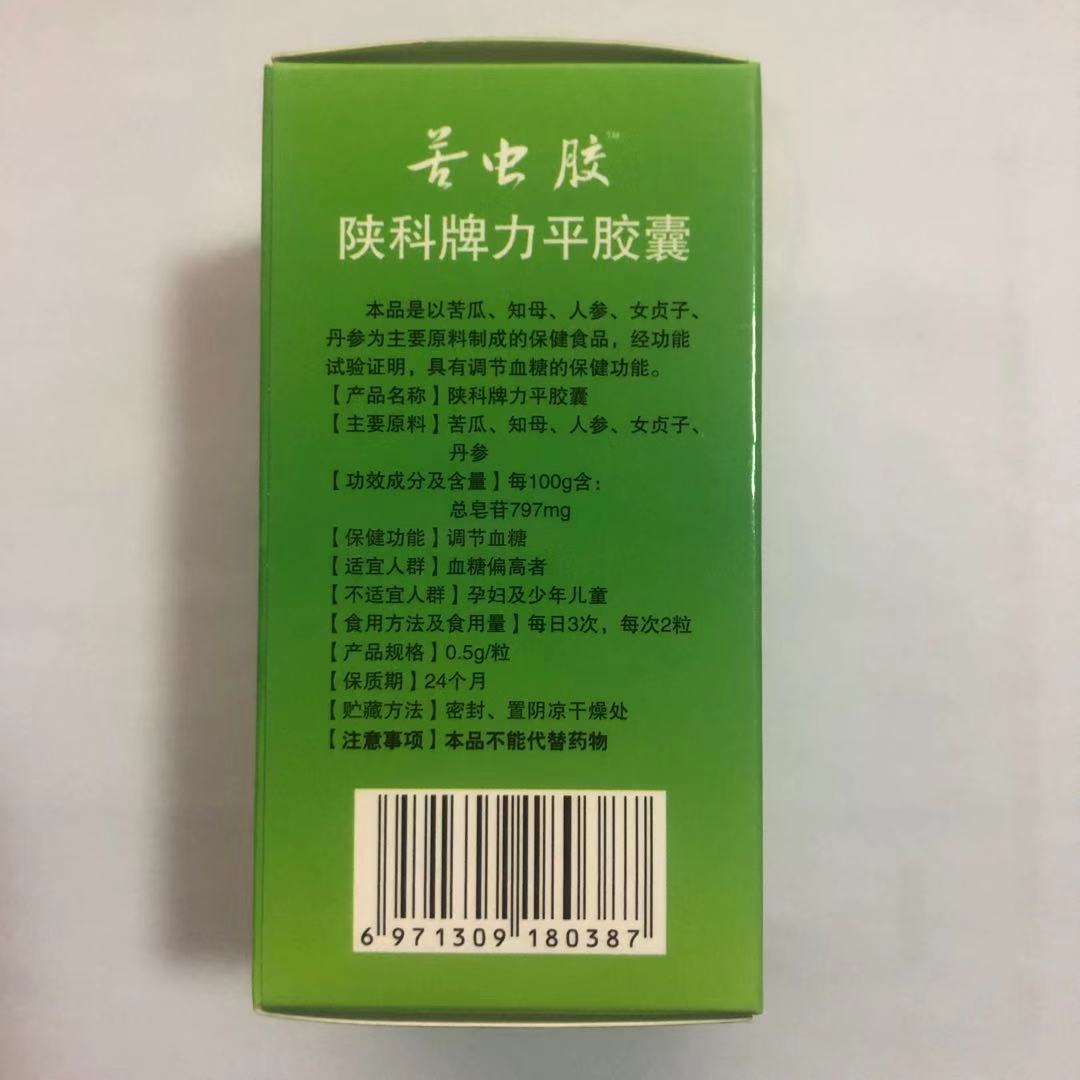 苦虫胶™
陕科牌力平胶囊
本品是以苦瓜、知母、人参、女贞子、
丹参为主要原料制成的保健食品，经功能
试验证明，具有调节血糖的保健功能。
【产品名称】陕科牌力平胶囊
【主要原料】苦瓜、知母、人参、女贞子、
丹参
【功效成分及含量】每100g含：
总皂苷797mg
【保健功能】调节血糖
【适宜人群】血糖偏高者
【不适宜人群】孕妇及少年儿童
【食用方法及食用量】每日3次，每次2粒
【产品规格】0.5g/粒
【保质期】24个月
【贮藏方法】密封、置阴凉干燥处
【注意事项】本品不能代替药物
6 971309 180387